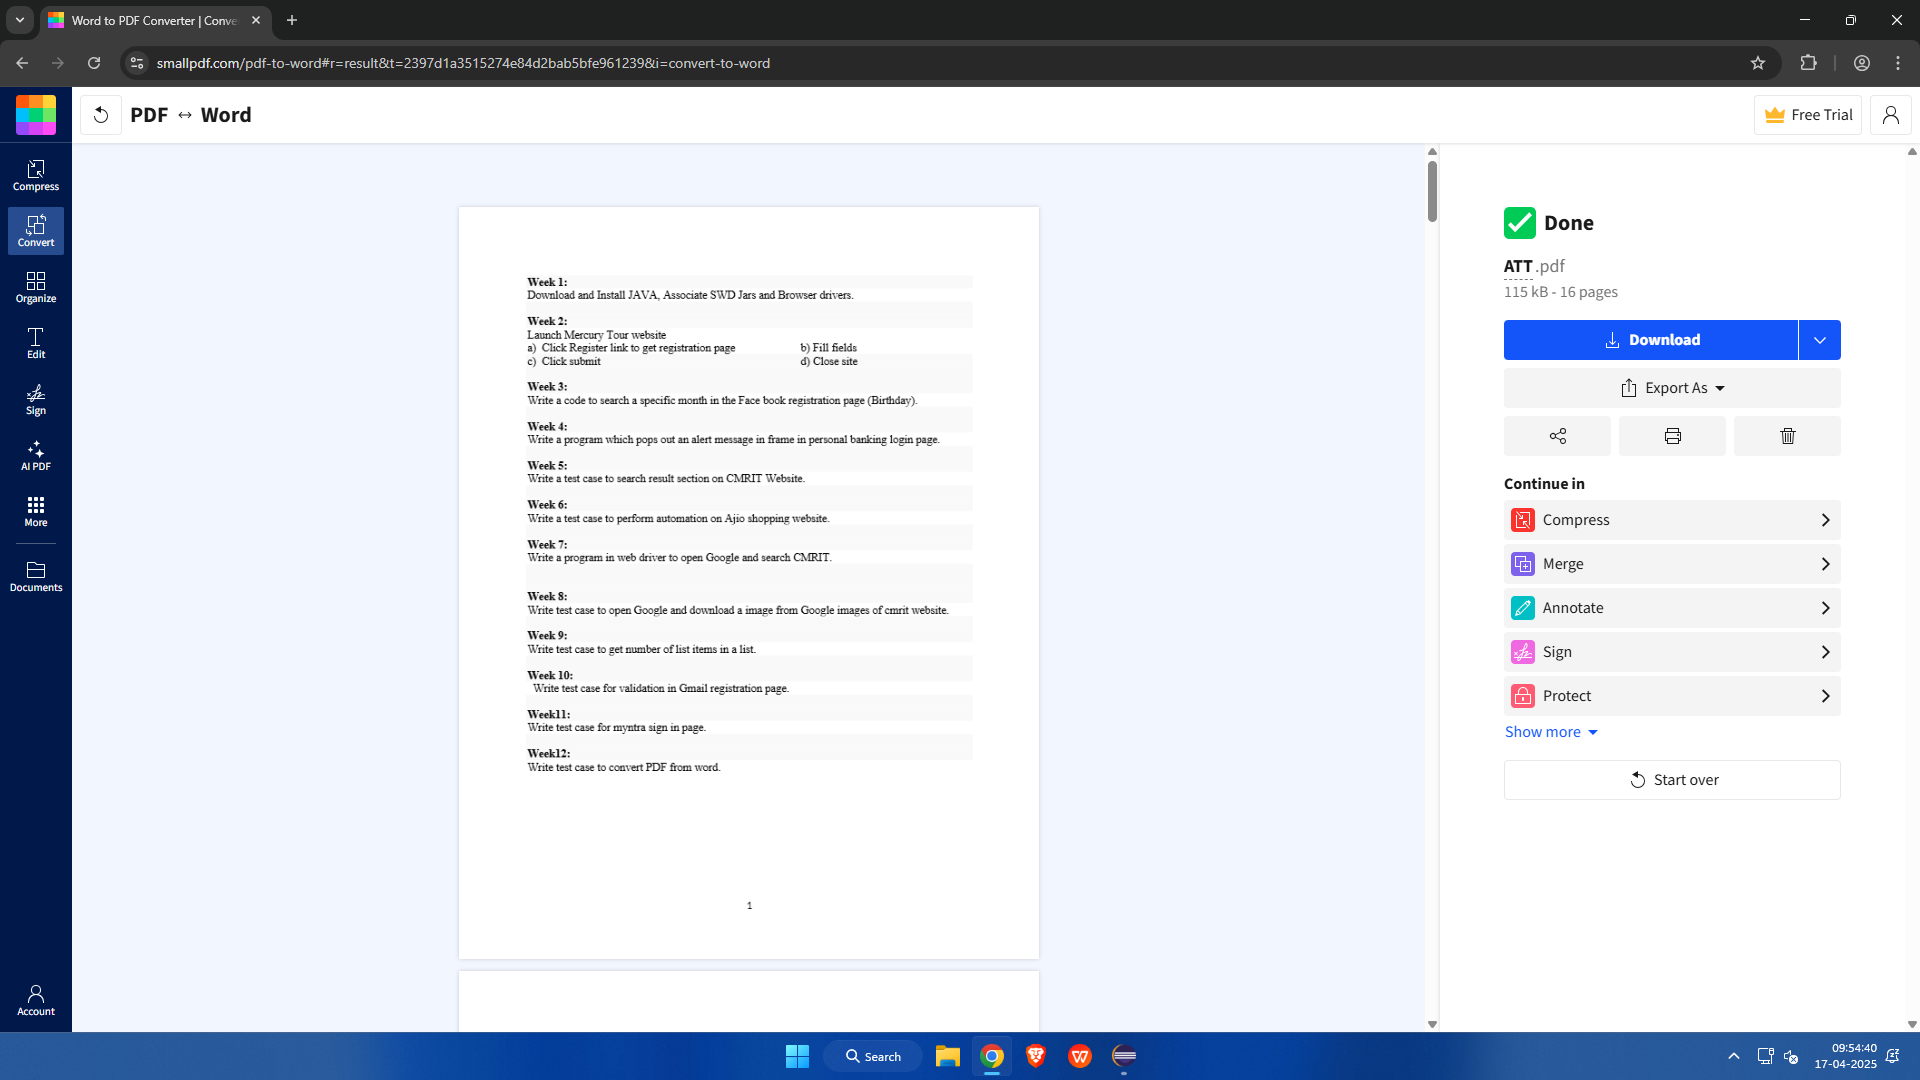 Word to PDF Converter | Conve
smallpdf.com/pdf-to-word#r=result&t=2397d1a3515274e84d2bab5bfe961239&i=convert-to-word
PDF ↔ Word
Free Trial
Compress
Convert
Organize
Edit
Sign
AI PDF
More
Documents
Account
Week 1:
Download and Install JAVA, Associate SWD Jars and Browser drivers.
Week 2:
Launch Mercury Tour website
a) Click Register link to get registration page b) Fill fields
c) Click submit d) Close site
Week 3:
Write a code to search a specific month in the Face book registration page (Birthday).
Week 4:
Write a program which pops out an alert message in frame in personal banking login page.
Week 5:
Write a test case to search result section on CMRIT Website.
Week 6:
Write a test case to perform automation on Ajio shopping website.
Week 7:
Write a program in web driver to open Google and search CMRIT.
Week 8:
Write test case to open Google and download a image from Google images of cmrit website.
Week 9:
Write test case to get number of list items in a list.
Week 10:
Write test case for validation in Gmail registration page.
Week11:
Write test case for myntra sign in page.
Week12:
Write test case to convert PDF from word.
1
Done
ATT.pdf
115 kB - 16 pages
Download
Export As
Continue in
Compress
Merge
Annotate
Sign
Protect
Show more
Start over
Search
09:54:40
17-04-2025